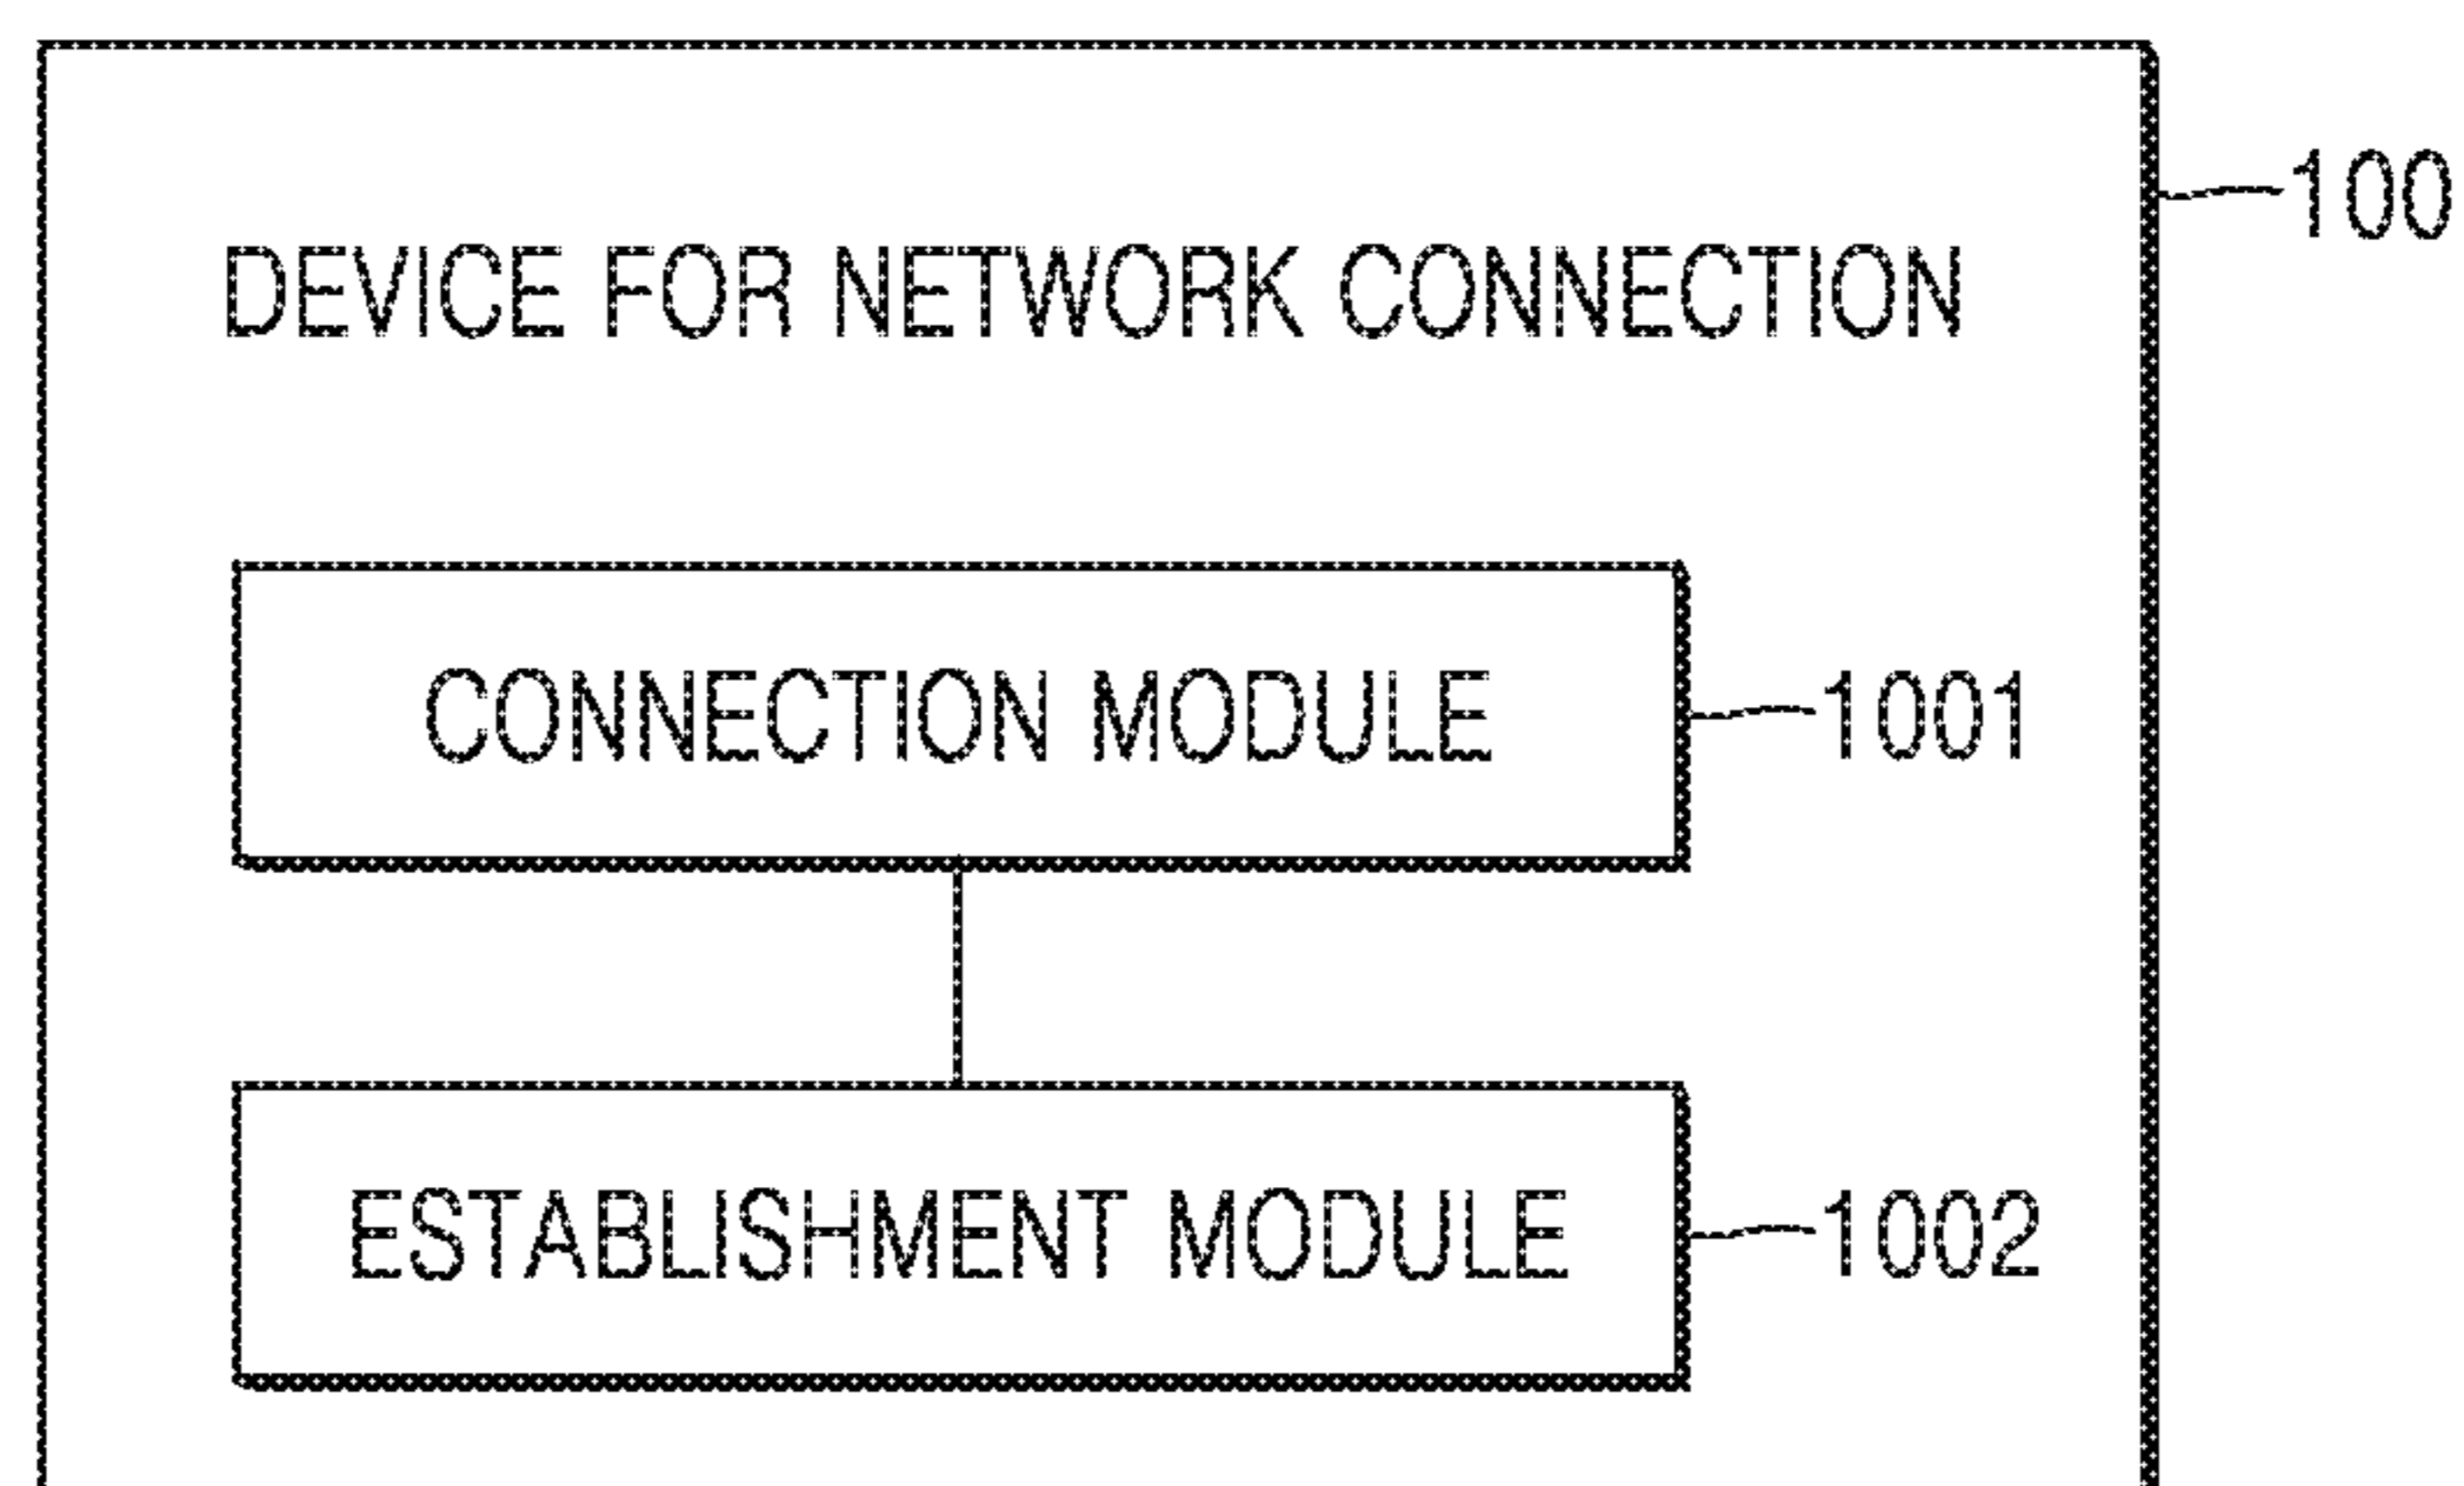 100
DEVICE FOR NETWORK CONNECTION
CONNECTION MODULE 1001
ESTABLISHMENT MODULE 1002